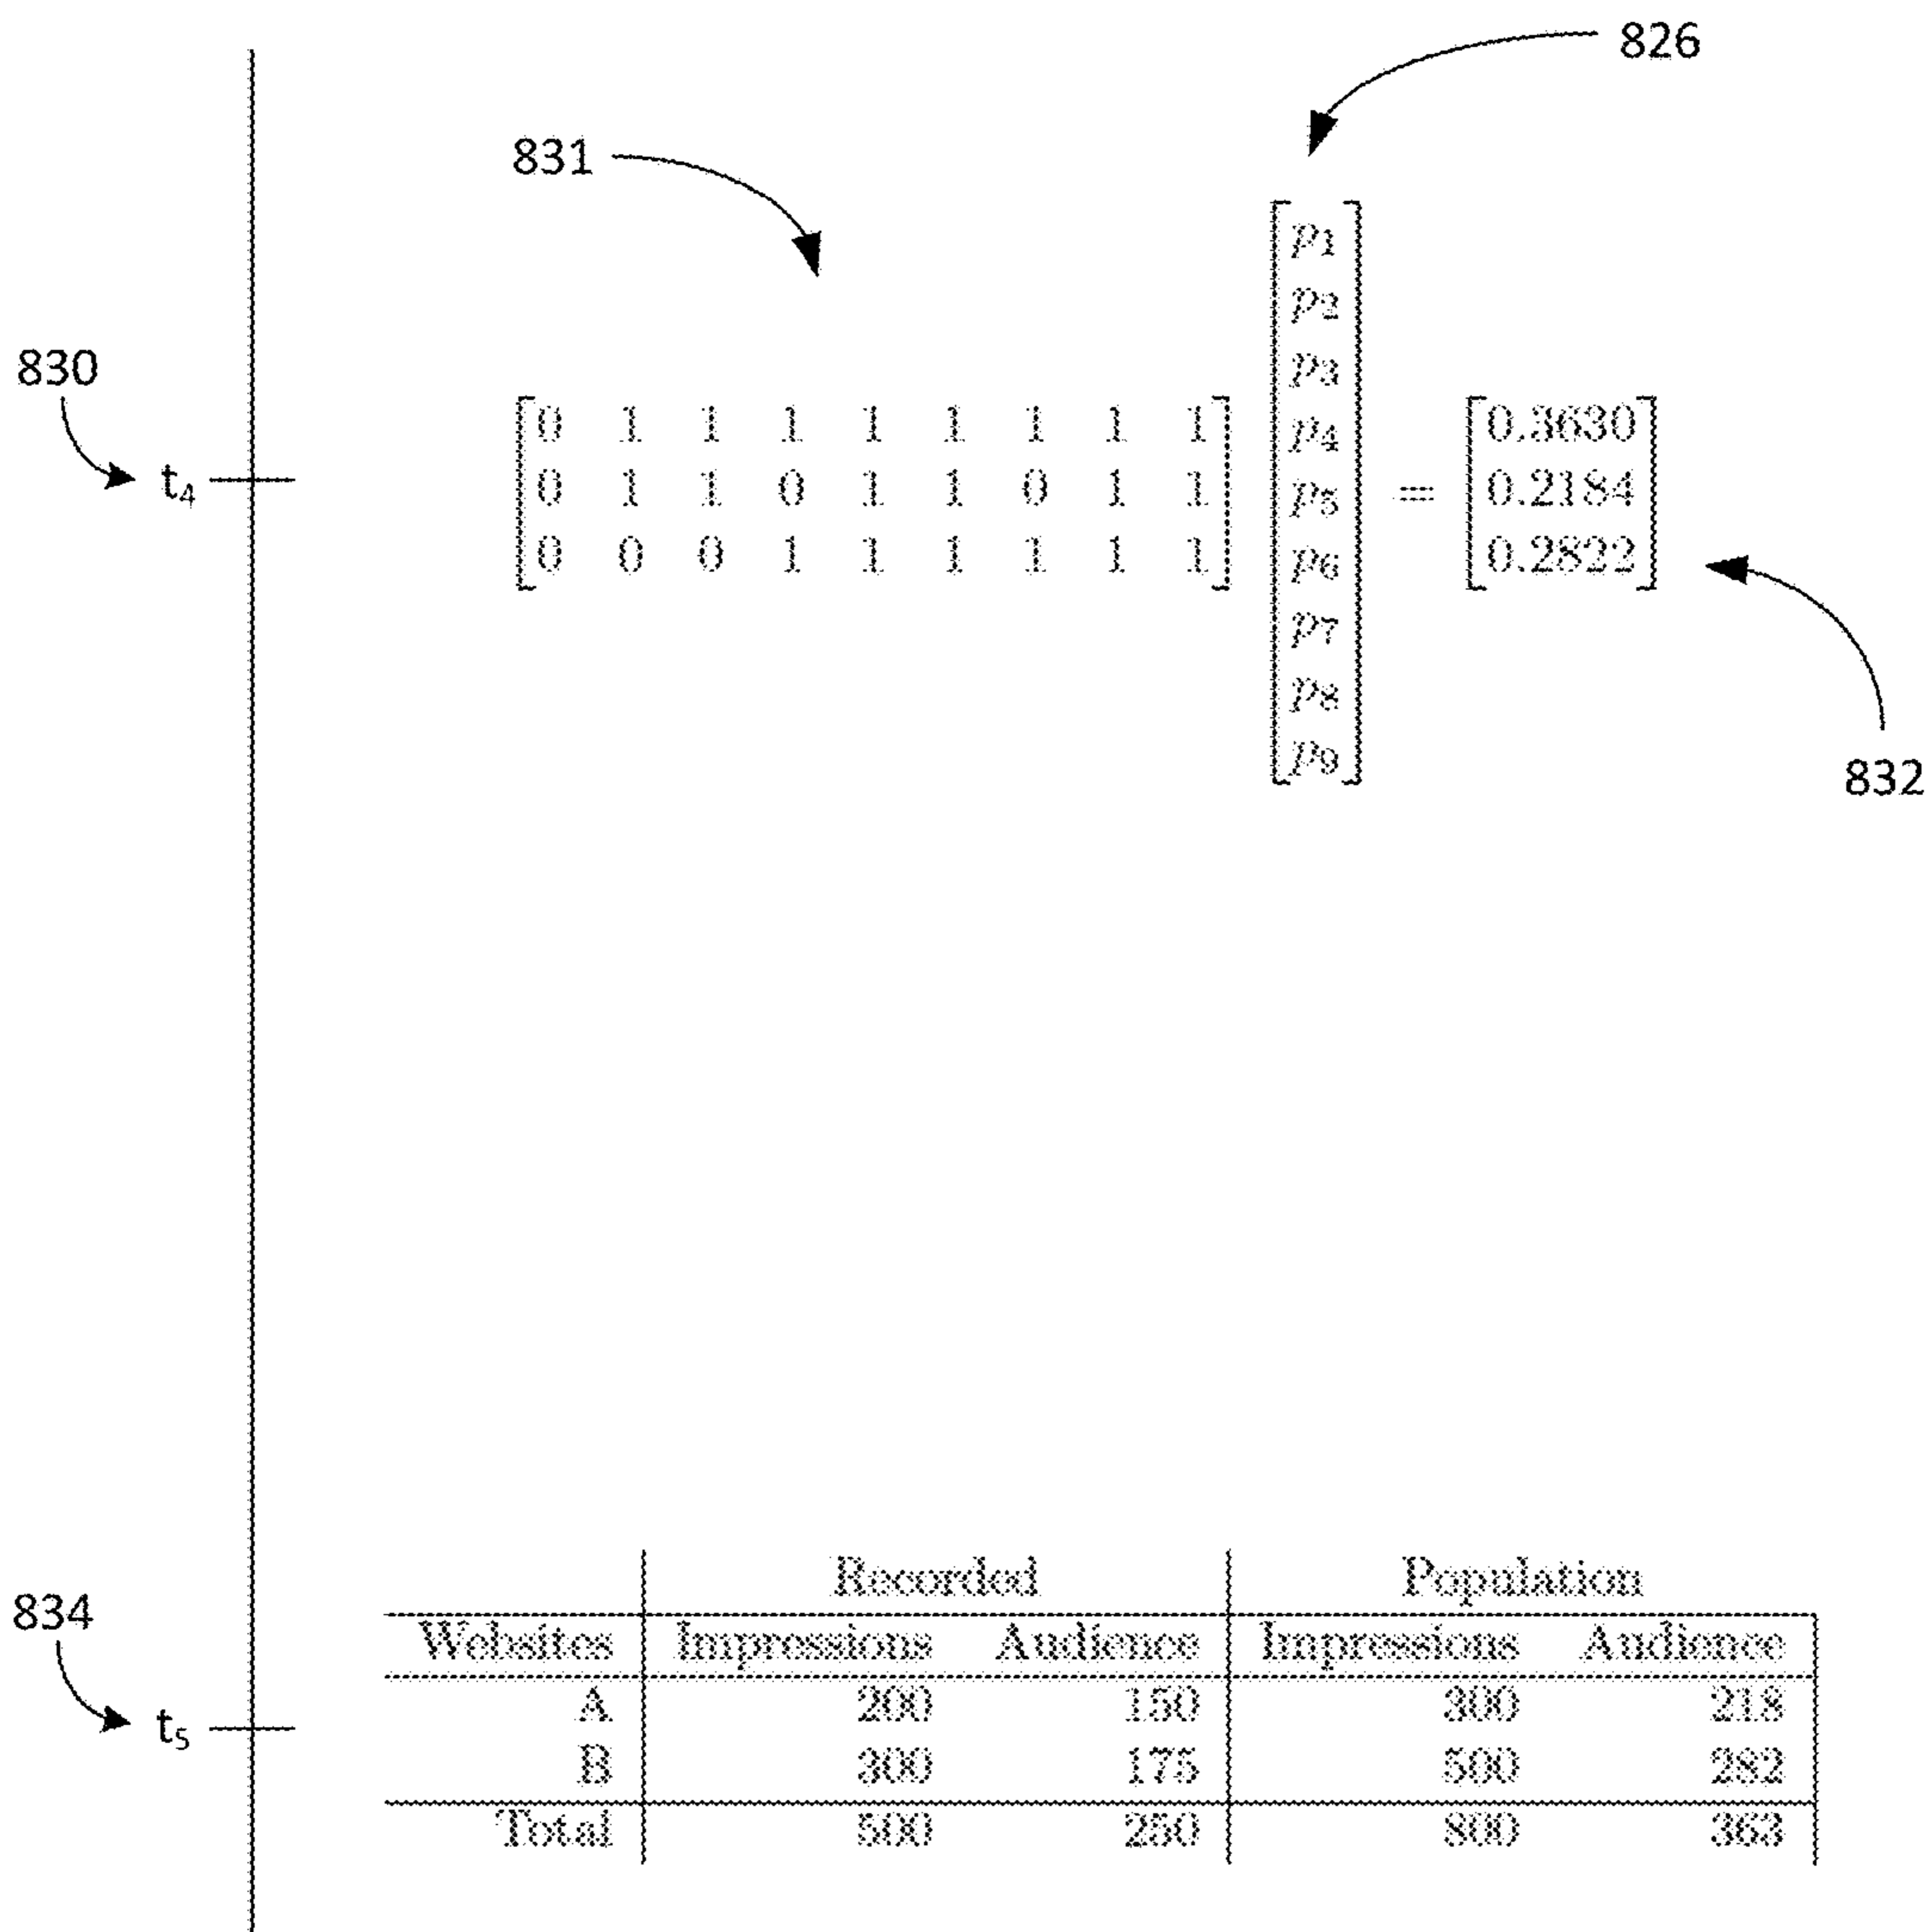 826
831
p1
p2
p3
p4
p5
p6
p7
p8
p9
830
t4
0 1 1 1 1 1 1 1 1
0 1 1 0 1 1 0 1 1
0 0 0 1 1 1 1 1 1
=
0.3630
0.2184
0.2822
832
834
t5
Recorded Population
Websites Impressions Audience Impressions Audience
A 200 150 300 218
B 300 175 500 282
Total 500 250 800 363